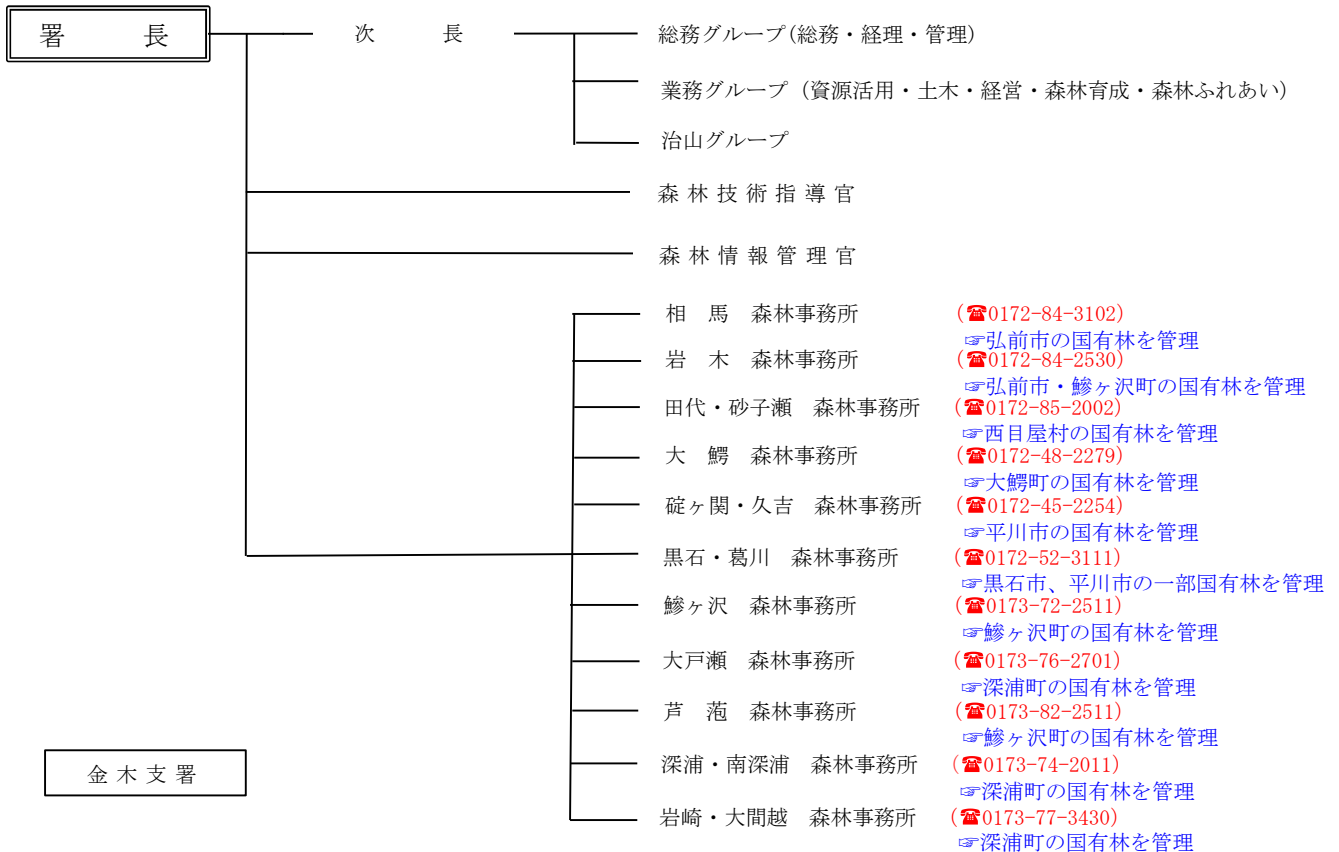 署　長
次　長
総務グループ(総務・経理・管理)
業務グループ（資源活用・土木・経営・森林育成・森林ふれあい）
治山グループ
森林技術指導官
森林情報管理官
相　馬　森林事務所　（☎0172-84-3102）
☞弘前市の国有林を管理
岩　木　森林事務所　（☎0172-84-2530）
☞弘前市・鰺ヶ沢町の国有林を管理
田代・砂子瀬　森林事務所　（☎0172-85-2002）
☞西目屋村の国有林を管理
大　鰐　森林事務所　（☎0172-48-2279）
☞大鰐町の国有林を管理
碇ヶ関・久吉　森林事務所　（☎0172-45-2254）
☞平川市の国有林を管理
黒石・葛川　森林事務所　（☎0172-52-3111）
☞黒石市、平川市の一部国有林を管理
鰺ヶ沢　森林事務所　（☎0173-72-2511）
☞鰺ヶ沢町の国有林を管理
大戸瀬　森林事務所　（☎0173-76-2701）
☞深浦町の国有林を管理
芦　萢　森林事務所　（☎0173-82-2511）
☞鰺ヶ沢町の国有林を管理
深浦・南深浦　森林事務所　（☎0173-74-2011）
☞深浦町の国有林を管理
岩崎・大間越　森林事務所　（☎0173-77-3430）
☞深浦町の国有林を管理
金木支署